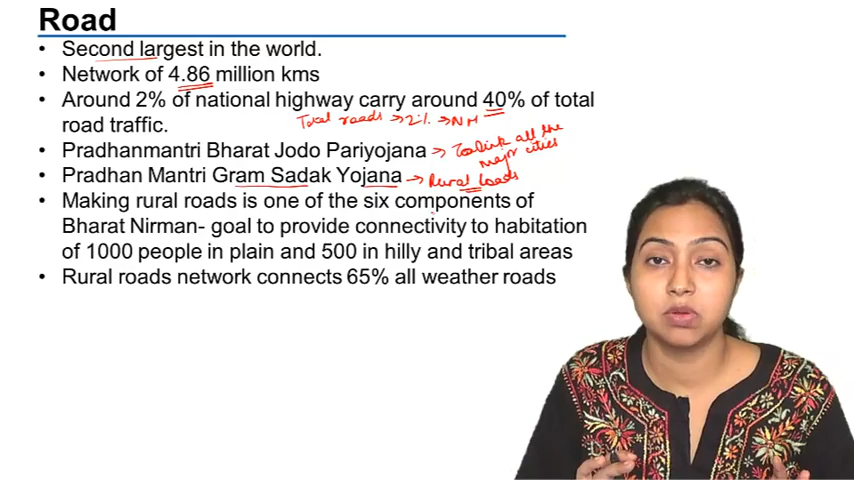 Road
• Second largest in the world.
• Network of 4.86 million kms
• Around 2% of national highway carry around 40% of total
road traffic.
Total roads → 2% → NH
• Pradhanmantri Bharat Jodo Pariyojana → To link all the
major cities
• Pradhan Mantri Gram Sadak Yojana → Rural roads
• Making rural roads is one of the six components of
Bharat Nirman- goal to provide connectivity to habitation
of 1000 people in plain and 500 in hilly and tribal areas
• Rural roads network connects 65% all weather roads